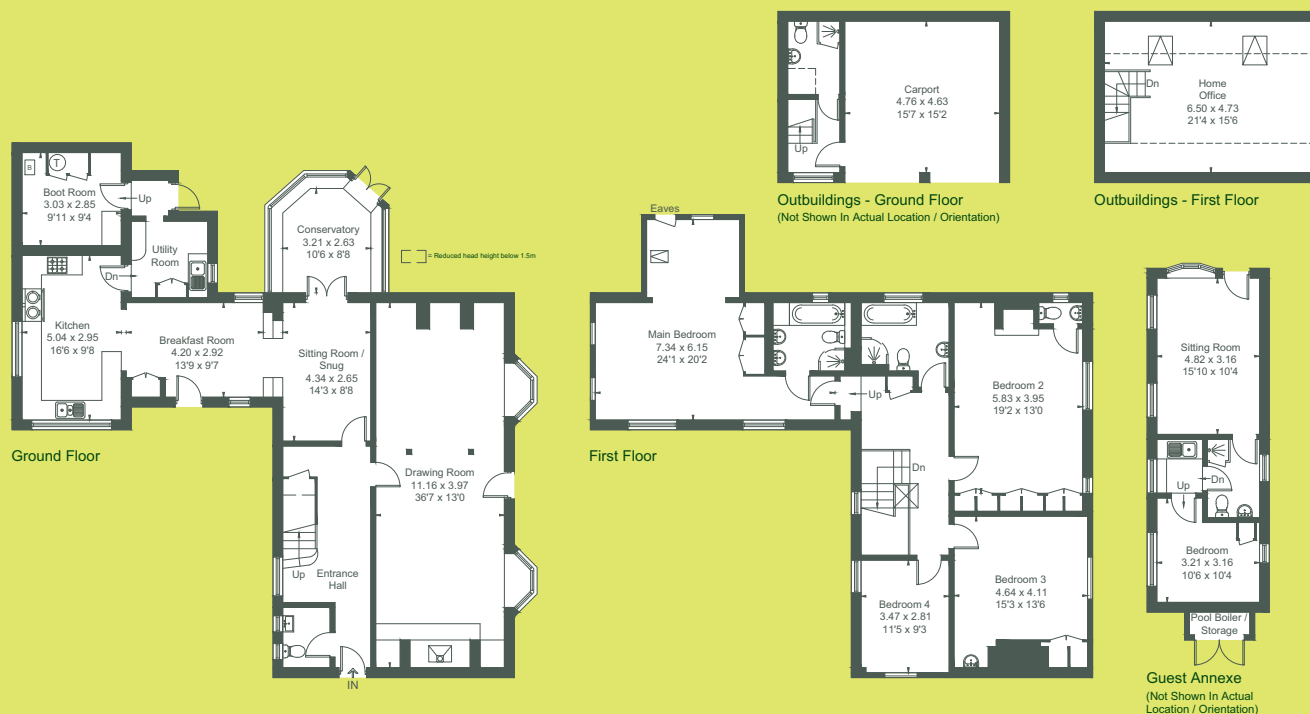 Carport
4.76 x 4.63
15'7 x 15'2
Up
Outbuildings - Ground Floor
(Not Shown In Actual Location / Orientation)
Dn
Home
Office
6.50 x 4.73
21'4 x 15'6
Outbuildings - First Floor
B
T
Boot Room
3.03 x 2.85
9'11 x 9'4
Up
Utility
Room
Dn
Kitchen
5.04 x 2.95
16'6 x 9'8
Breakfast Room
4.20 x 2.92
13'9 x 9'7
Conservatory
3.21 x 2.63
10'6 x 8'8
= Reduced head height below 1.5m
Sitting Room /
Snug
4.34 x 2.65
14'3 x 8'8
Drawing Room
11.16 x 3.97
36'7 x 13'0
Up
Entrance
Hall
IN
Ground Floor
Eaves
Main Bedroom
7.34 x 6.15
24'1 x 20'2
Up
Dn
Bedroom 2
5.83 x 3.95
19'2 x 13'0
Bedroom 3
4.64 x 4.11
15'3 x 13'6
Bedroom 4
3.47 x 2.81
11'5 x 9'3
First Floor
Sitting Room
4.82 x 3.16
15'10 x 10'4
Up
Dn
Bedroom
3.21 x 3.16
10'6 x 10'4
Pool Boiler /
Storage
Guest Annexe
(Not Shown In Actual
Location / Orientation)